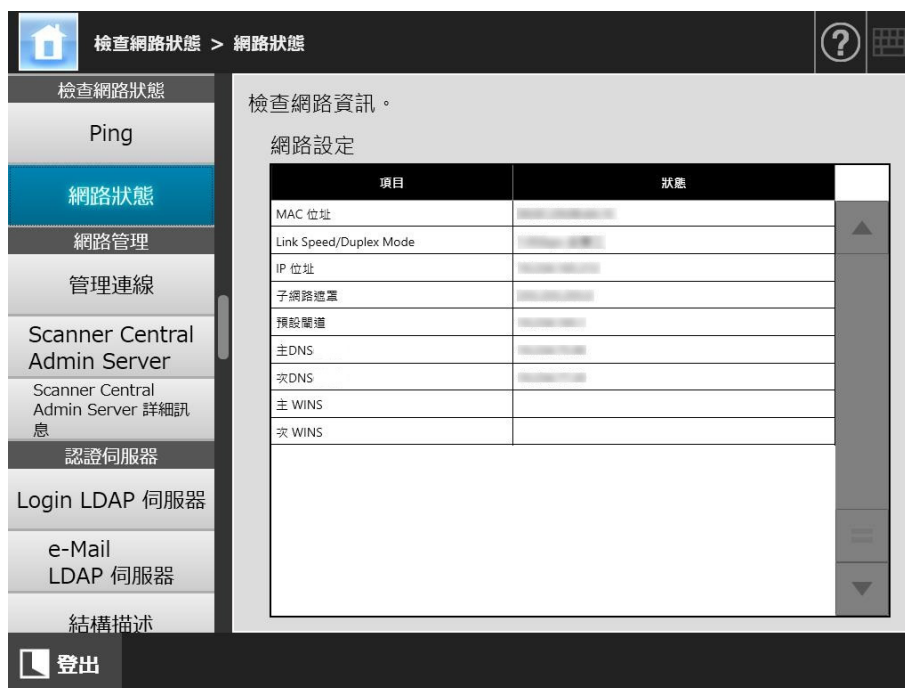 檢查網路狀態 > 網路狀態
?
檢查網路狀態
Ping
網路狀態
網路管理
管理連線
Scanner Central
Admin Server
Scanner Central
Admin Server 詳細訊
息
認證伺服器
Login LDAP 伺服器
e-Mail
LDAP 伺服器
結構描述
檢查網路資訊。
網路設定
項目 狀態
MAC 位址
Link Speed/Duplex Mode
IP 位址
子網路遮罩
預設閘道
主DNS
次DNS
主 WINS
次 WINS
登出